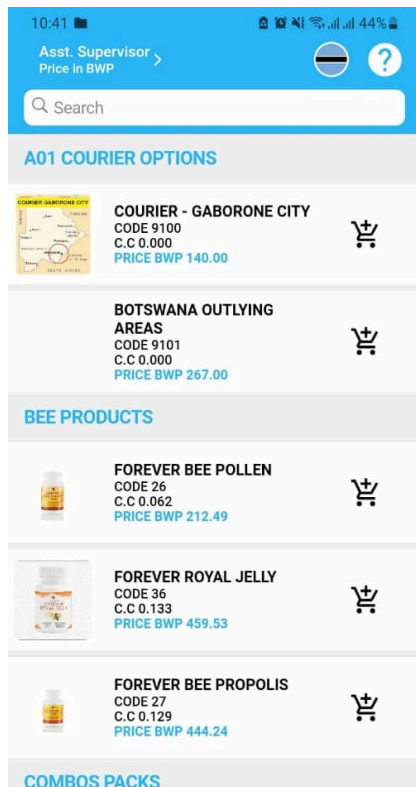 10:41
44%
Asst. Supervisor
Price in BWP
Search
A01 COURIER OPTIONS
COURIER GABORONE CITY
COURIER - GABORONE CITY
CODE 9100
C.C 0.000
PRICE BWP 140.00
BOTSWANA OUTLYING
AREAS
CODE 9101
C.C 0.000
PRICE BWP 267.00
BEE PRODUCTS
FOREVER BEE POLLEN
CODE 26
C.C 0.062
PRICE BWP 212.49
FOREVER
ROYAL JELLY
FOREVER ROYAL JELLY
CODE 36
C.C 0.133
PRICE BWP 459.53
FOREVER BEE PROPOLIS
CODE 27
C.C 0.129
PRICE BWP 444.24
COMBOS PACKS